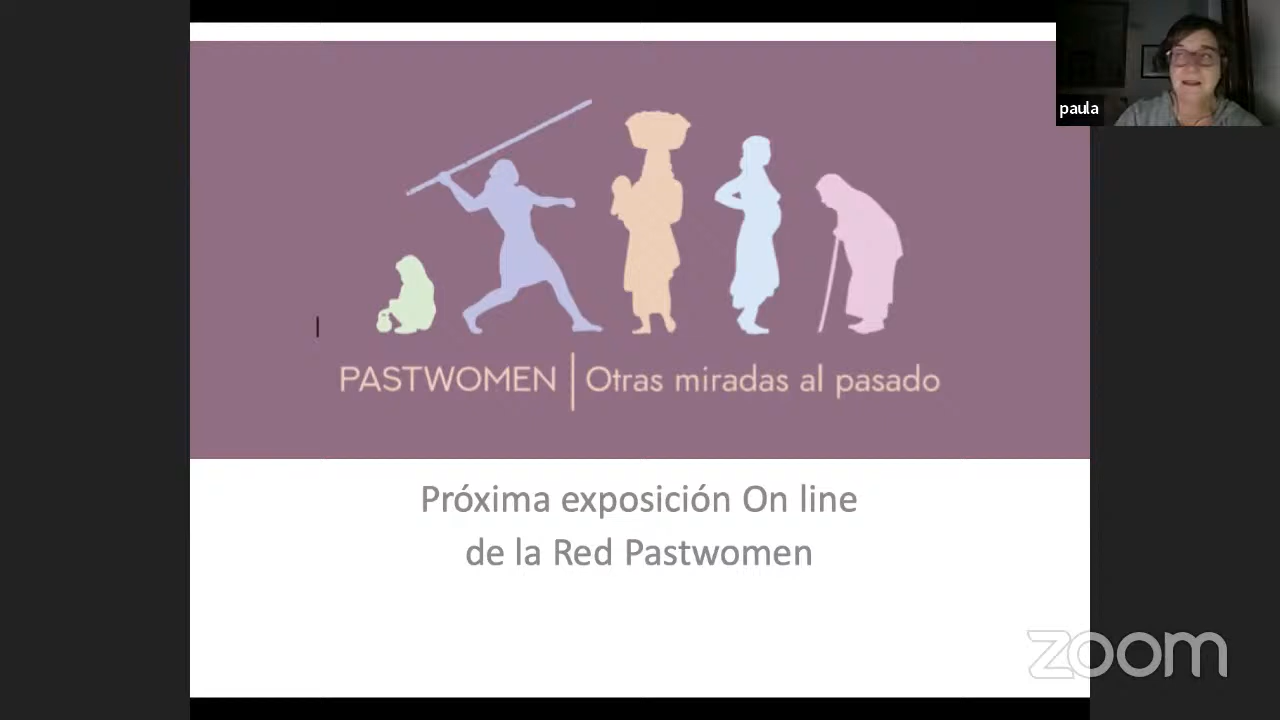 paula
PASTWOMEN | Otras miradas al pasado
Próxima exposición On line
de la Red Pastwomen
zoom